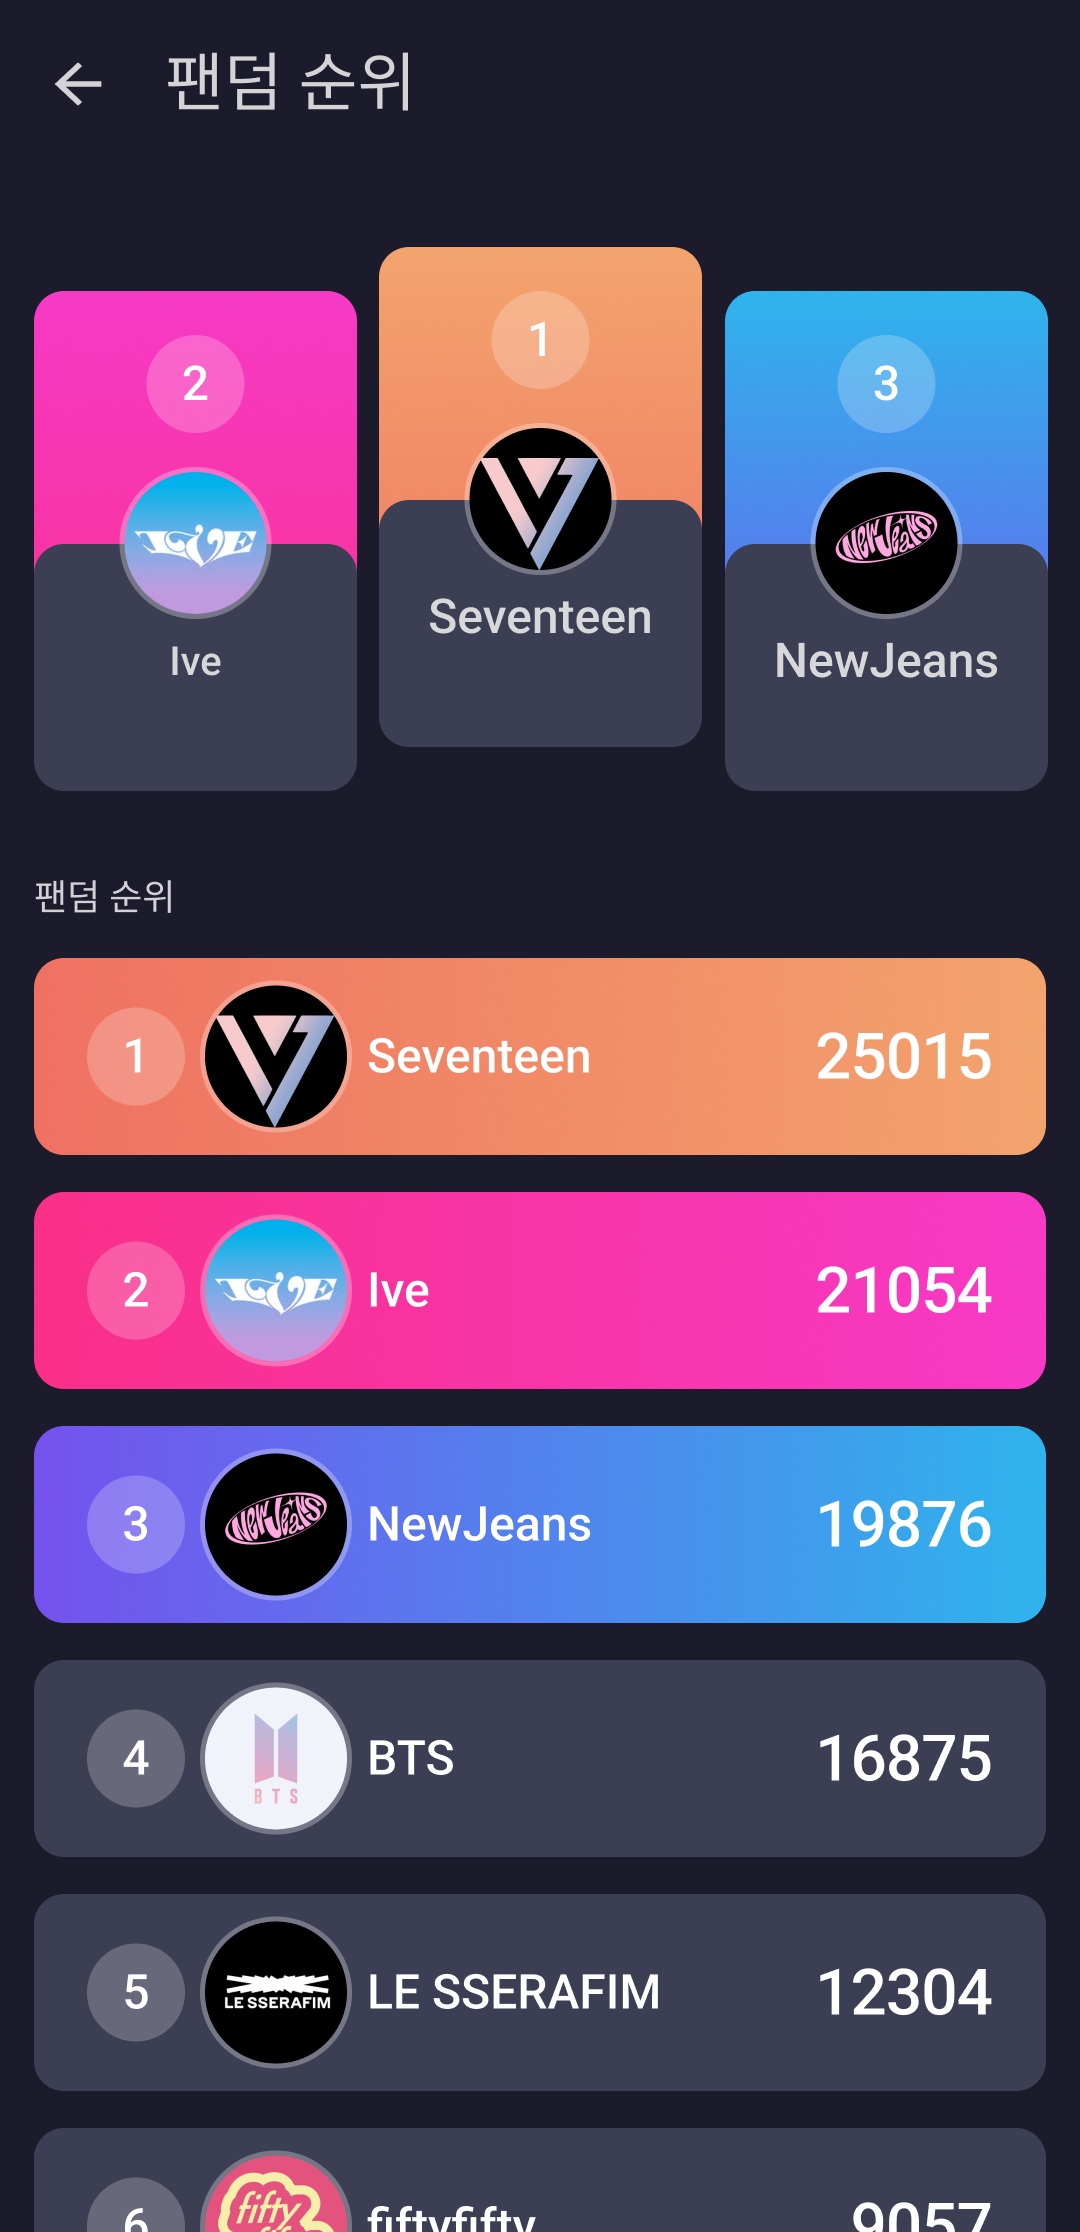 팬덤 순위
1
2
3
IVE
NewJeans
Seventeen
Ive
NewJeans
팬덤 순위
1
Seventeen
25015
2
IVE
Ive
21054
3
NewJeans
NewJeans
19876
4
BTS
BTS
16875
5
LE SSERAFIM
LE SSERAFIM
12304
6
fifty
fiftyfifty
9057